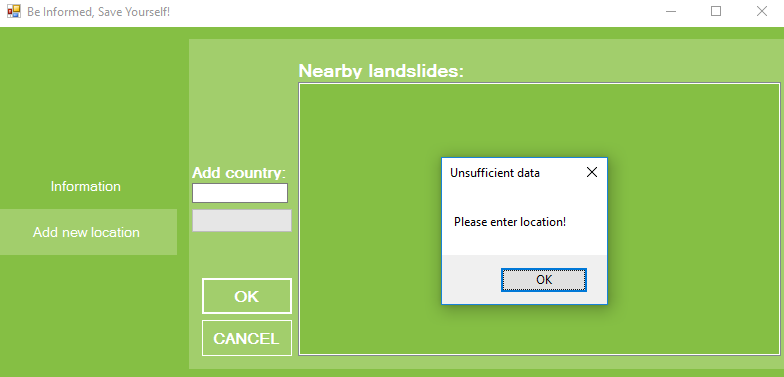 Be Informed, Save Yourself!
Nearby landslides:
Unsufficient data
Add country:
Information
Please enter location!
Add new location
OK
OK
CANCEL